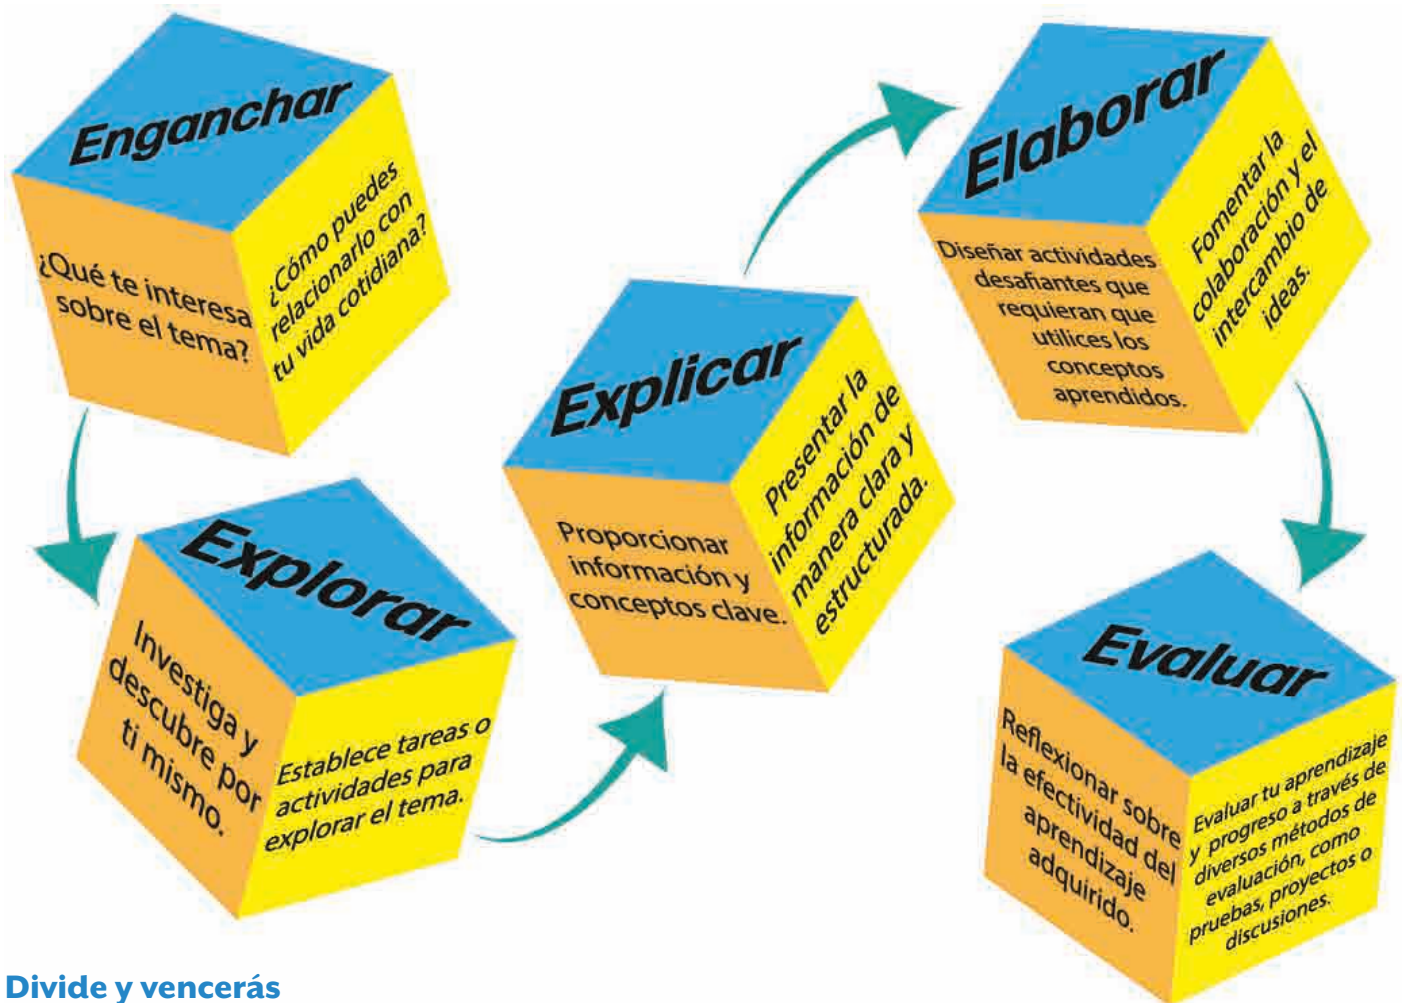 Enganchar
¿Qué te interesa
sobre el tema?
¿Cómo puedes
relacionarlo con
tu vida cotidiana?
Explorar
Investiga y
descubre por
ti mismo.
Establece tareas o
actividades para
explorar el tema.
Explicar
Proporcionar
información y
conceptos clave.
Presentar la
información de
manera clara y
estructurada.
Elaborar
Diseñar actividades
desafiantes que
requieran que
utilices los
conceptos
aprendidos.
Fomentar la
colaboración y el
intercambio de
ideas.
Evaluar
Reflexionar sobre
la efectividad del
aprendizaje
adquirido.
Evaluar tu aprendizaje
y progreso a través de
diversos métodos de
evaluación, como
pruebas, proyectos o
discusiones.
Divide y vencerás